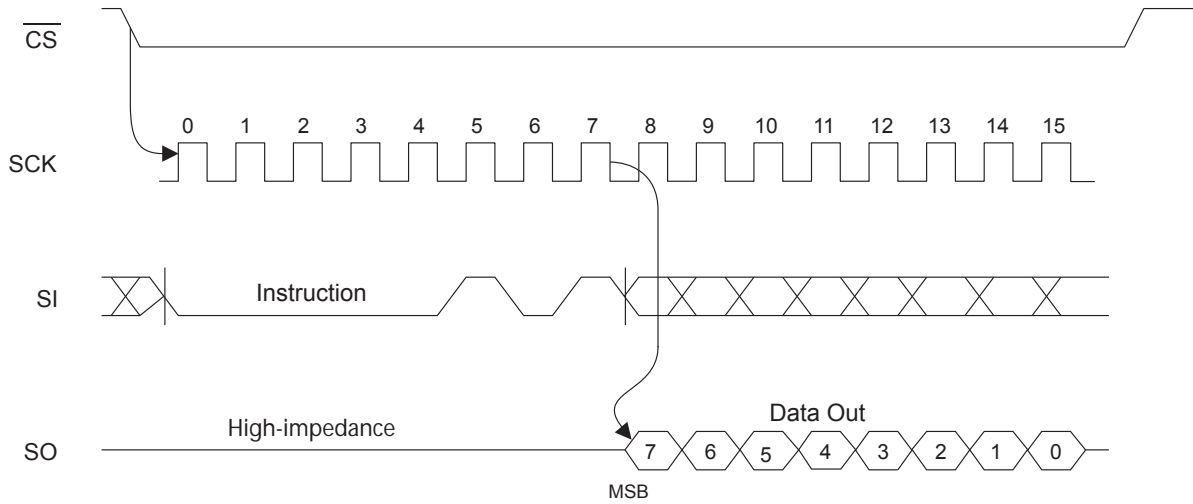 CS
0 1 2 3 4 5 6 7 8 9 10 11 12 13 14 15
SCK
SI
Instruction
High-impedance
Data Out
SO
7 6 5 4 3 2 1 0
MSB